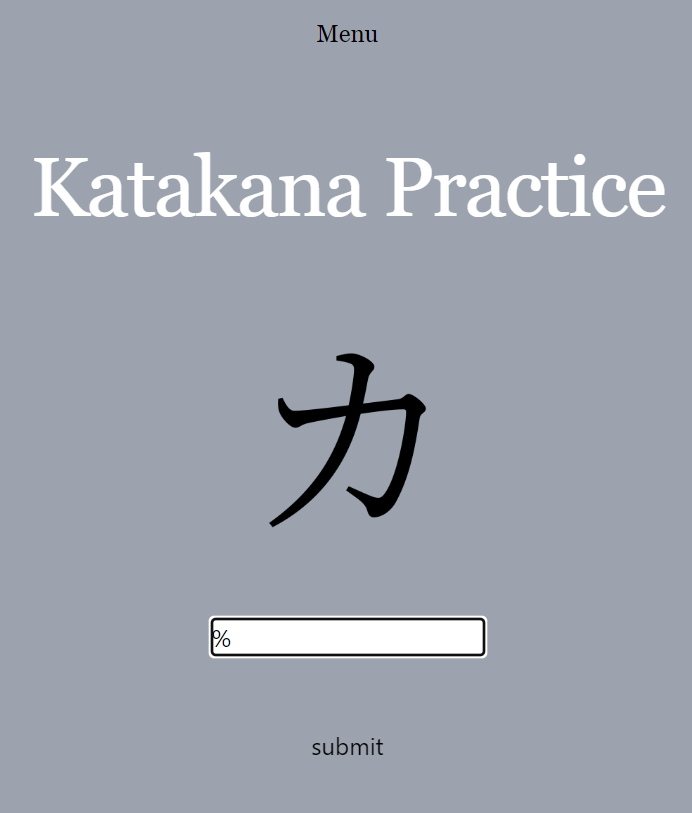 Menu
Katakana Practice
カ
%
submit